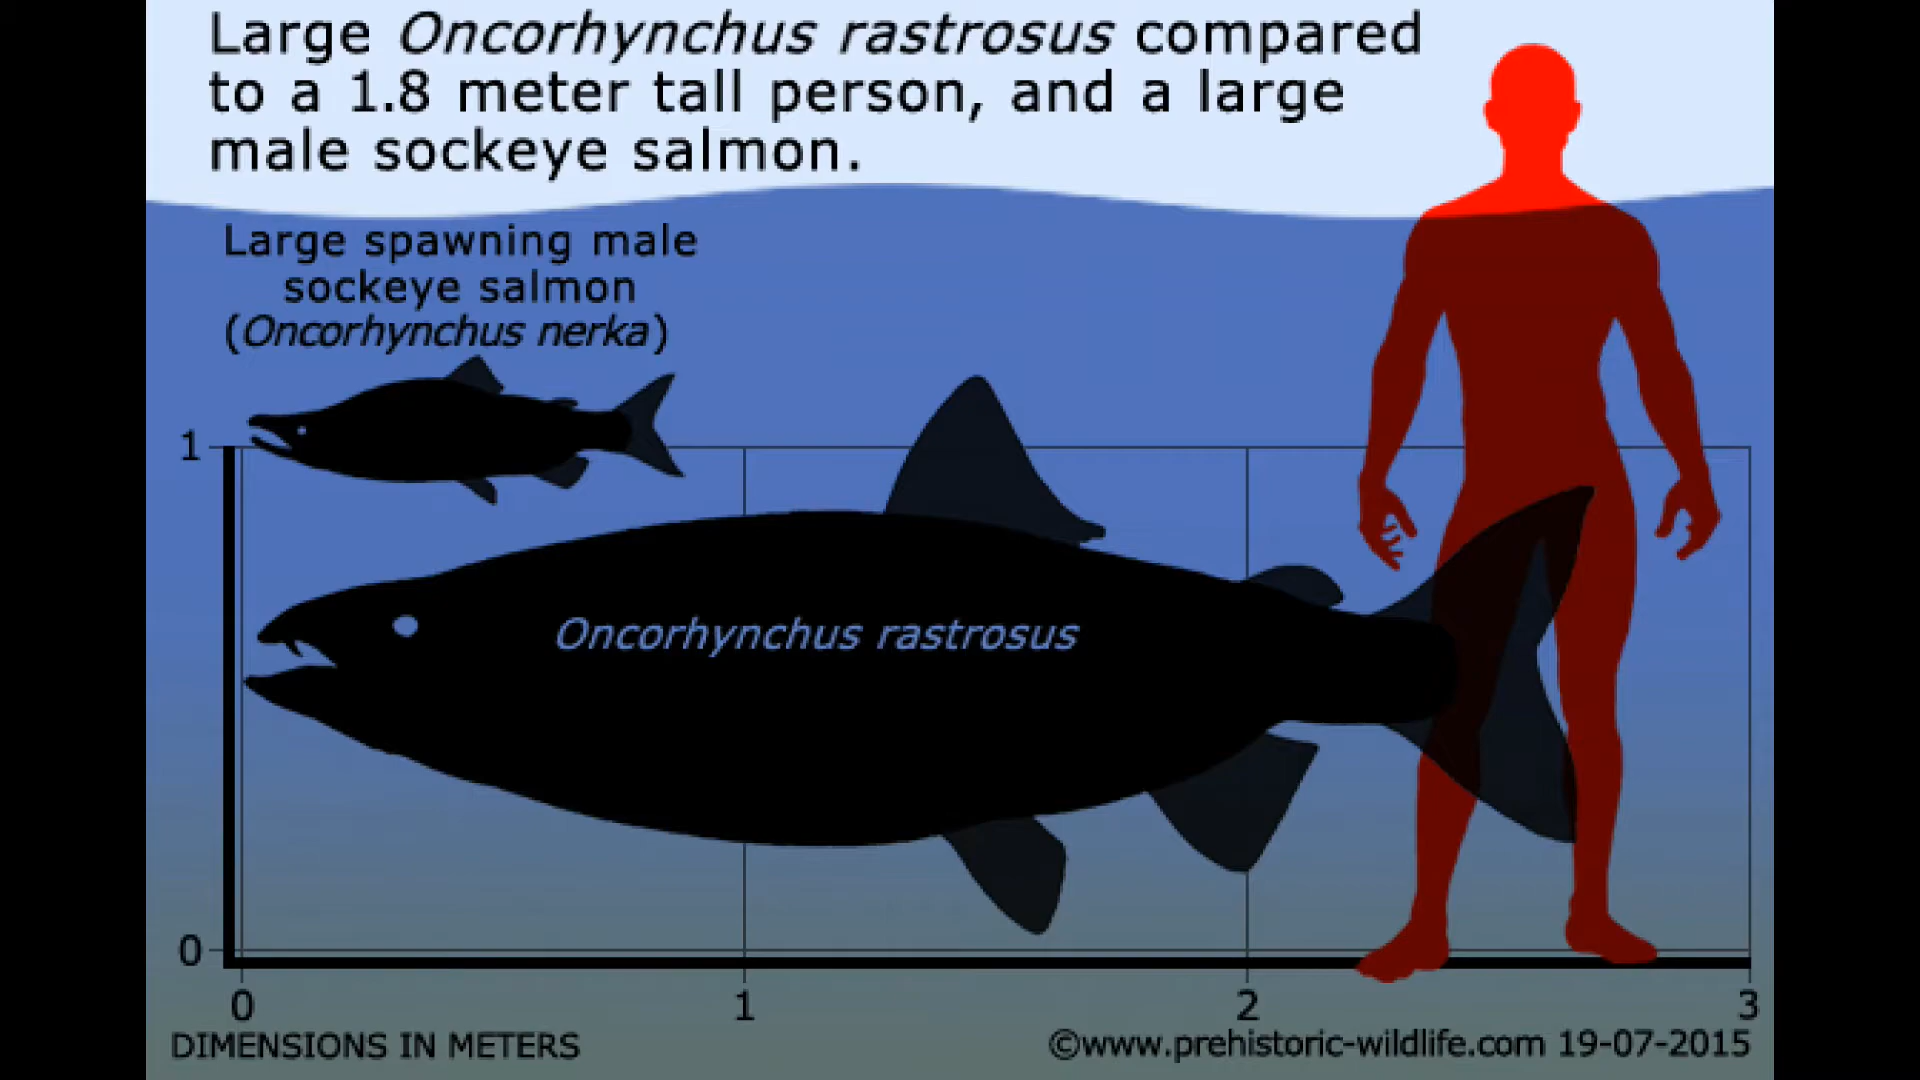 Large Oncorhynchus rastrosus compared
to a 1.8 meter tall person, and a large
male sockeye salmon.
Large spawning male
sockeye salmon
(Oncorhynchus nerka)
1
Oncorhynchus rastrosus
0
0 1 2 3
DIMENSIONS IN METERS
©www.prehistoric-wildlife.com 19-07-2015